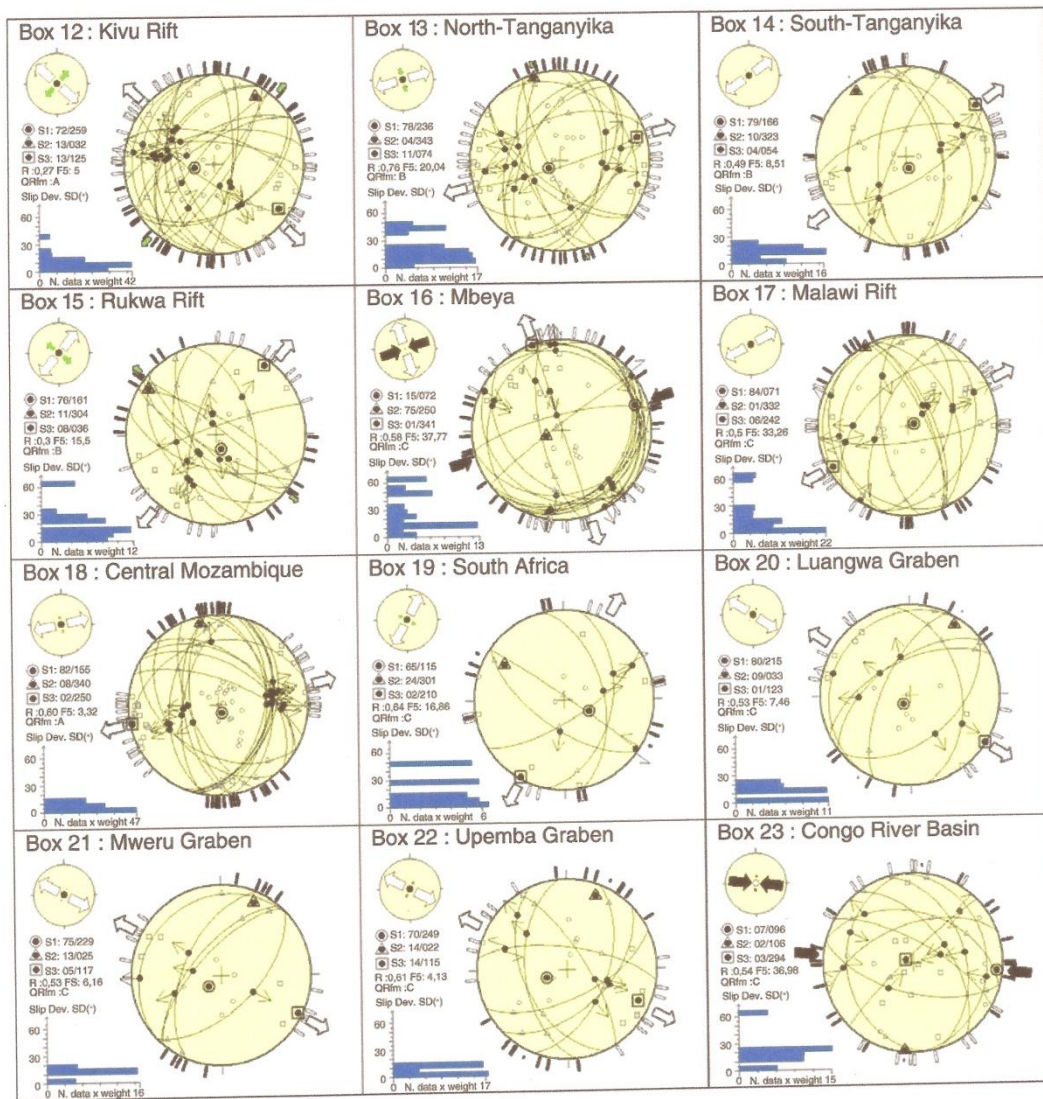 Box 12 : Kivu Rift
S1: 72/259
S2: 13/032
S3: 13/125
R :0,27 F5: 5
QRfm :A
Slip Dev. SD(°)
60
30
0
0 N. data x weight 42
Box 13 : North-Tanganyika
S1: 78/236
S2: 04/343
S3: 11/074
R :0,76 F5: 20,04
QRfm : B
Slip Dev. SD(°)
60
30
0
0 N. data x weight 17
Box 14 : South-Tanganyika
S1: 79/166
S2: 10/323
S3: 04/054
R :0,49 F5: 8,51
QRfm :B
Slip Dev. SD(°)
60
30
0
0 N. data x weight 16
Box 15 : Rukwa Rift
S1: 76/161
S2: 11/304
S3: 08/036
R :0,3 F5: 15,5
QRfm :B
Slip Dev. SD(°)
60
30
0
0 N. data x weight 12
Box 16 : Mbeya
S1: 15/072
S2: 75/250
S3: 01/341
R :0,58 F5: 37,77
QRfm :C
Slip Dev. SD(°)
60
30
0
0 N. data x weight 13
Box 17 : Malawi Rift
S1: 84/071
S2: 01/332
S3: 06/242
R :0,5 F5: 33,26
QRfm :C
Slip Dev. SD(°)
60
30
0
0 N. data x weight 22
Box 18 : Central Mozambique
S1: 82/155
S2: 08/340
S3: 02/250
R :0,60 F5: 3,32
QRfm :A
Slip Dev. SD(°)
60
30
0
0 N. data x weight 47
Box 19 : South Africa
S1: 65/115
S2: 24/301
S3: 02/210
R :0,64 F5: 16,86
QRfm :C
Slip Dev. SD(°)
60
30
0
0 N. data x weight 6
Box 20 : Luangwa Graben
S1: 80/215
S2: 09/033
S3: 01/123
R :0,53 F5: 7,46
QRfm :C
Slip Dev. SD(°)
60
30
0
0 N. data x weight 11
Box 21 : Mweru Graben
S1: 75/229
S2: 13/025
S3: 05/117
R :0,53 F5: 6,16
QRfm :C
Slip Dev. SD(°)
60
30
0
0 N. data x weight 16
Box 22 : Upemba Graben
S1: 70/249
S2: 14/022
S3: 14/115
R :0,61 F5: 4,13
QRfm :C
Slip Dev. SD(°)
60
30
0
0 N. data x weight 17
Box 23 : Congo River Basin
S1: 07/096
S2: 02/106
S3: 03/294
R :0,54 F5: 36,98
QRfm :C
Slip Dev. SD(°)
60
30
0
0 N. data x weight 15